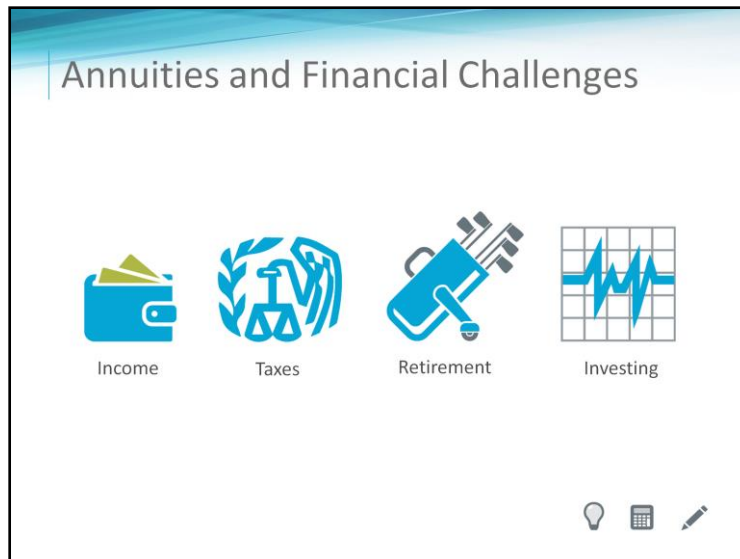 Annuities and Financial Challenges
Income
Taxes
Retirement
Investing